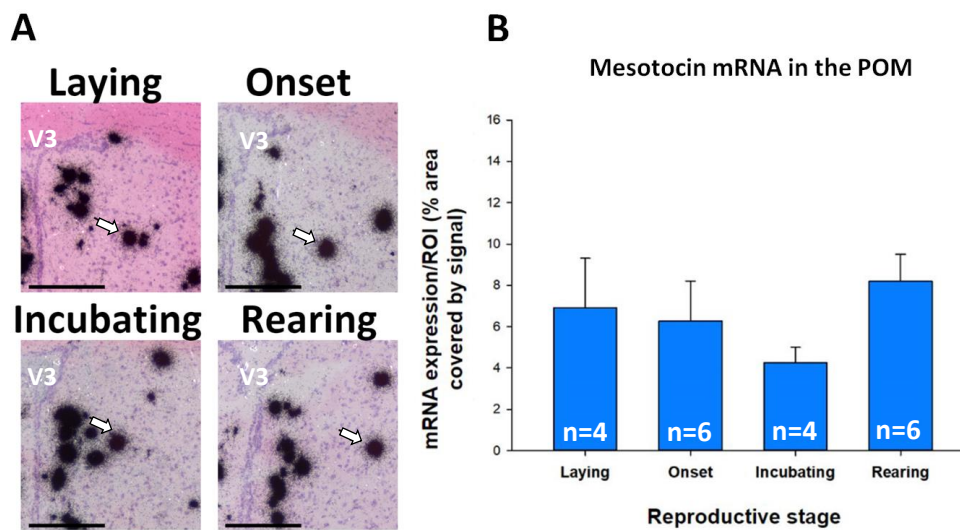 A
Laying
Onset
V3
V3
Incubating
Rearing
V3
V3
B
Mesotocin mRNA in the POM
mRNA expression/ROI (% area
covered by signal)
16
14
12
10
8
6
4
2
0
n=4
n=6
n=4
n=6
Laying
Onset
Incubating
Rearing
Reproductive stage